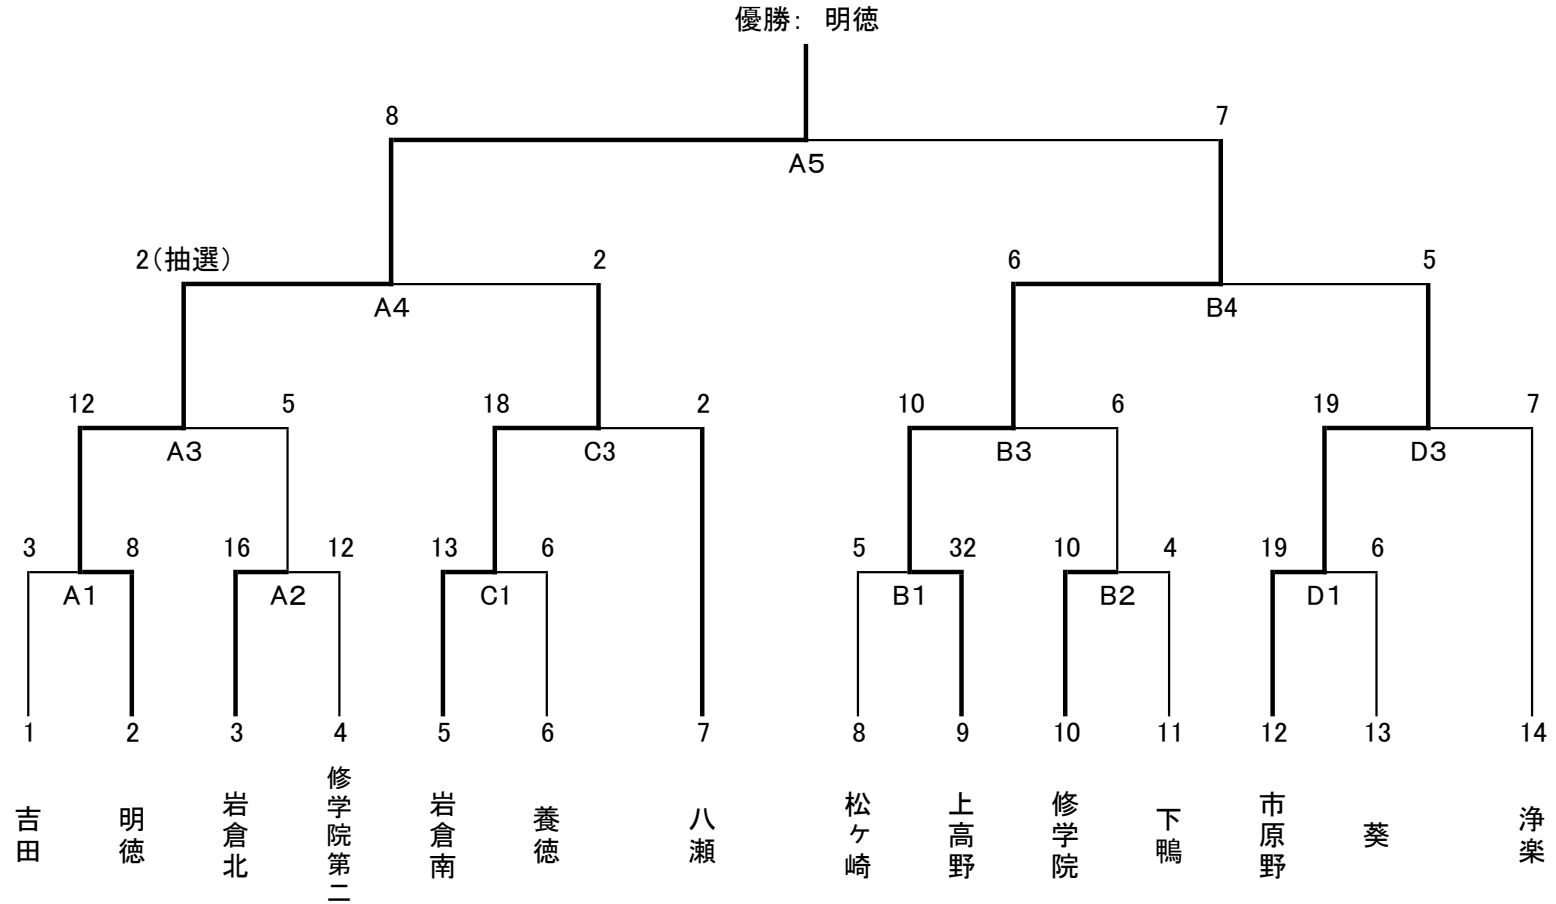 優勝： 明徳
8 7
A5
2（抽選） 2 6 5
A4 B4
12 5 18 2 10 6 19 7
A3 C3 B3 D3
3 8 16 12 13 6 5 32 10 4 19 6
A1 A2 C1 B1 B2 D1
1 2 3 4 5 6 7 8 9 10 11 12 13 14
吉田
明徳
岩倉北
修学院第二
岩倉南
養徳
八瀬
松ヶ崎
上高野
修学院
下鴨
市原野
葵
浄楽